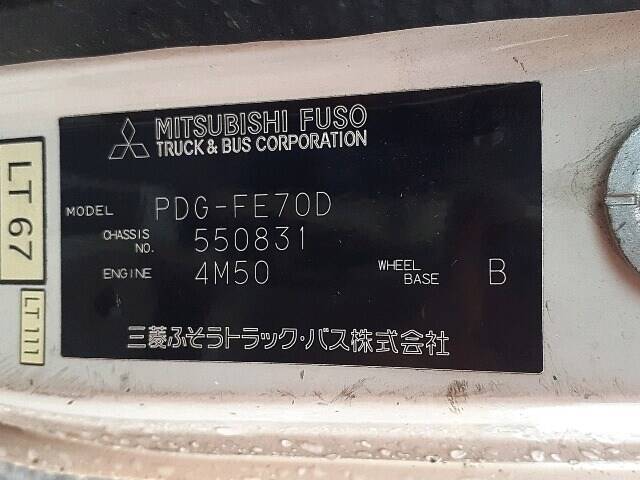 MITSUBISHI FUSO
TRUCK & BUS CORPORATION
MODEL PDG-FE70D
CHASSIS NO. 550831
ENGINE 4M50 WHEEL BASE B
三菱ふそうトラック・バス株式会社
LT 67
LT 111